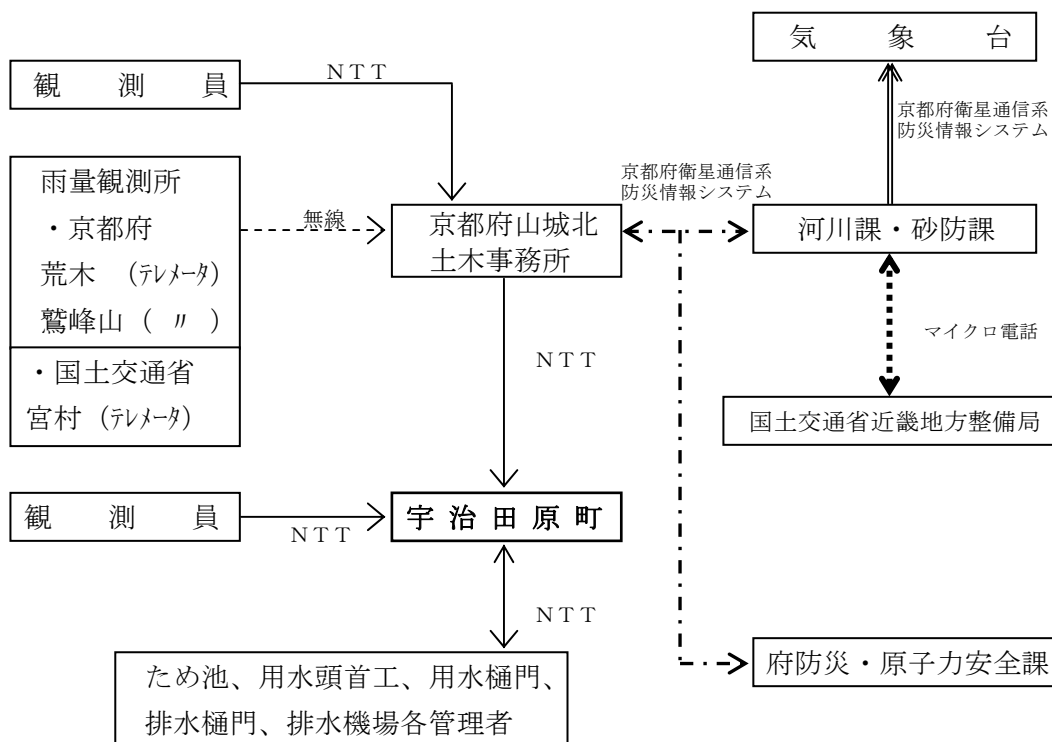 気象台
NTT
観測員
京都府衛星通信系
防災情報システム
雨量観測所
・京都府
荒木 (テレメータ)
鷲峰山 ( 〃 )
・国土交通省
宮村 (テレメータ)
無線
京都府山城北
土木事務所
京都府衛星通信系
防災情報システム
河川課・砂防課
マイクロ電話
NTT
国土交通省近畿地方整備局
観測員
NTT
宇治田原町
NTT
ため池、用水頭首工、用水樋門、
排水樋門、排水機場各管理者
府防災・原子力安全課